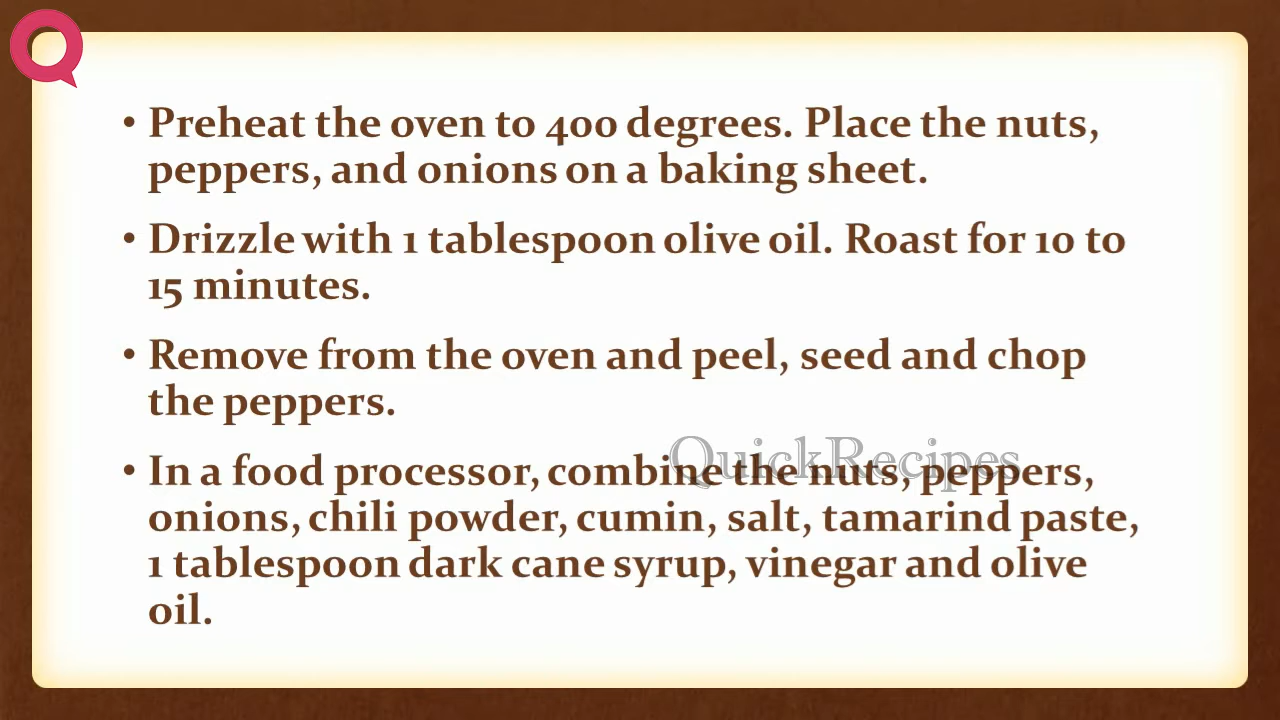 • Preheat the oven to 400 degrees. Place the nuts,
peppers, and onions on a baking sheet.
• Drizzle with 1 tablespoon olive oil. Roast for 10 to
15 minutes.
• Remove from the oven and peel, seed and chop
the peppers.
QuickRecipes
• In a food processor, combine the nuts, peppers,
onions, chili powder, cumin, salt, tamarind paste,
1 tablespoon dark cane syrup, vinegar and olive
oil.